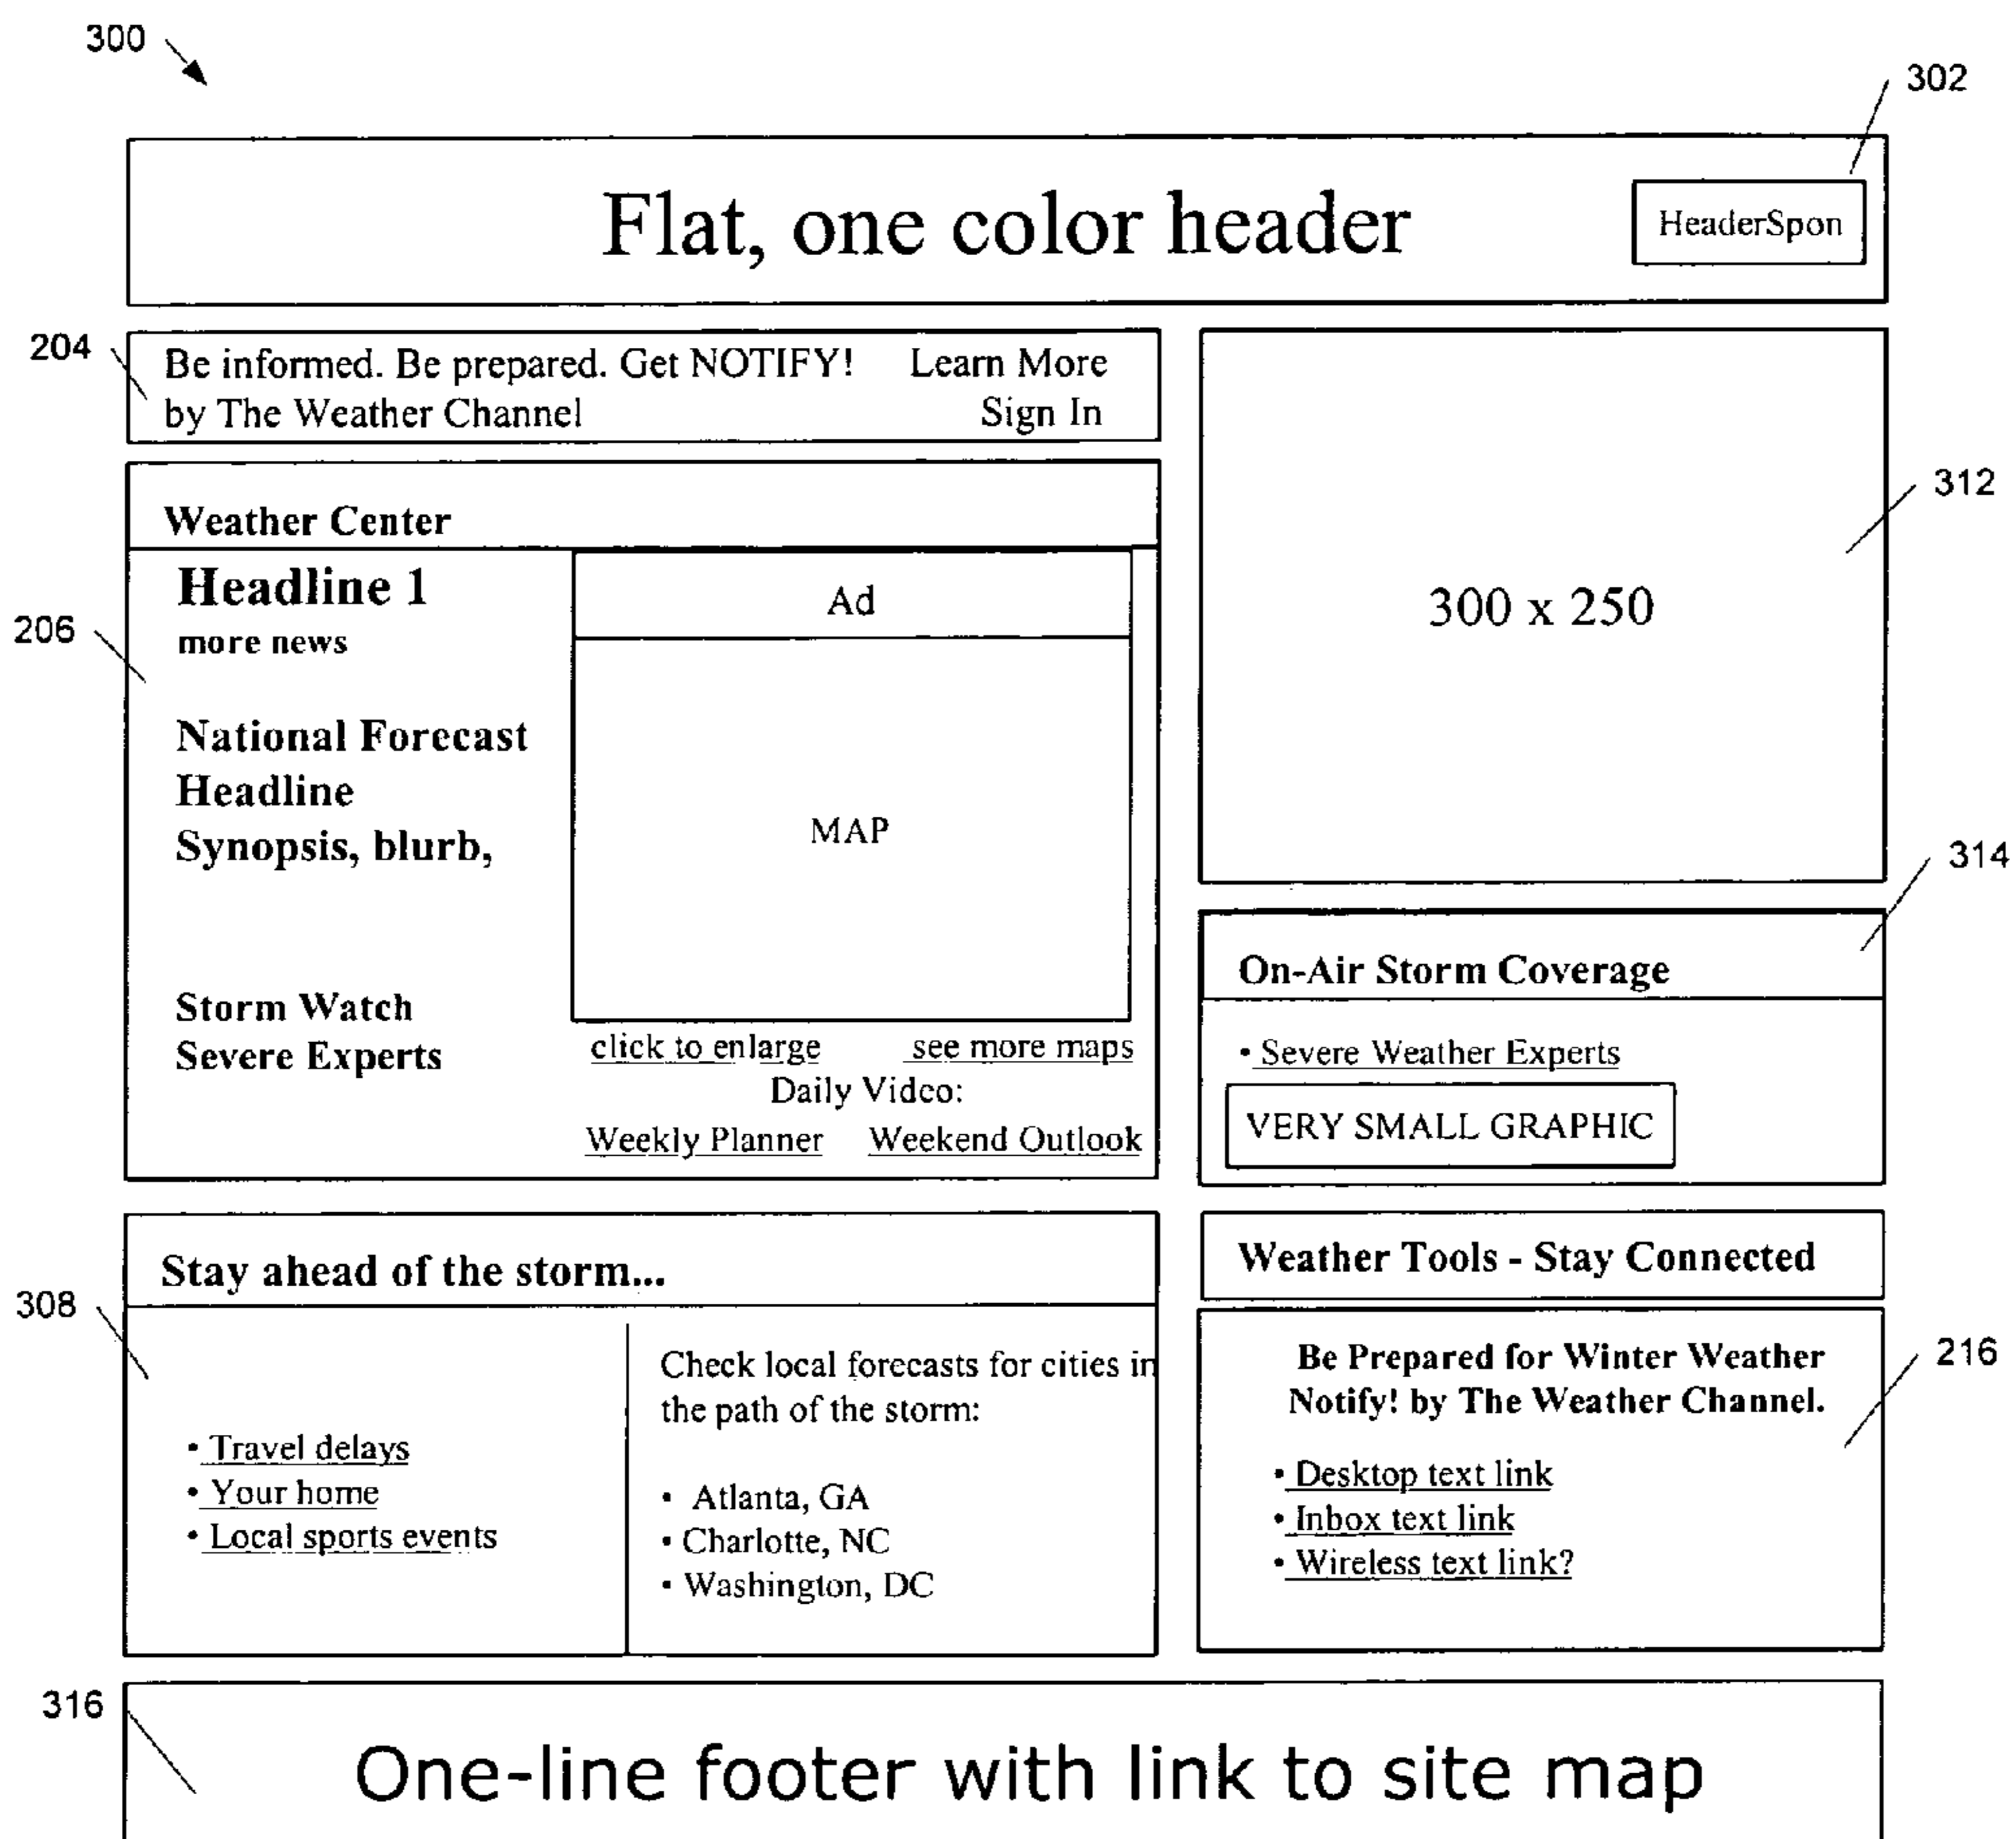 300
302
Flat, one color header
HeaderSpon
204
Be informed. Be prepared. Get NOTIFY! Learn More
by The Weather Channel Sign In
206
Weather Center
Headline 1
more news
National Forecast
Headline
Synopsis, blurb,
Storm Watch
Severe Experts
Ad
MAP
click to enlarge see more maps
Daily Video:
Weekly Planner Weekend Outlook
312
300 x 250
314
On-Air Storm Coverage
• Severe Weather Experts
VERY SMALL GRAPHIC
308
Stay ahead of the storm...
• Travel delays
• Your home
• Local sports events
Check local forecasts for cities in
the path of the storm:
• Atlanta, GA
• Charlotte, NC
• Washington, DC
Weather Tools - Stay Connected
216
Be Prepared for Winter Weather
Notify! by The Weather Channel.
• Desktop text link
• Inbox text link
• Wireless text link?
316
One-line footer with link to site map